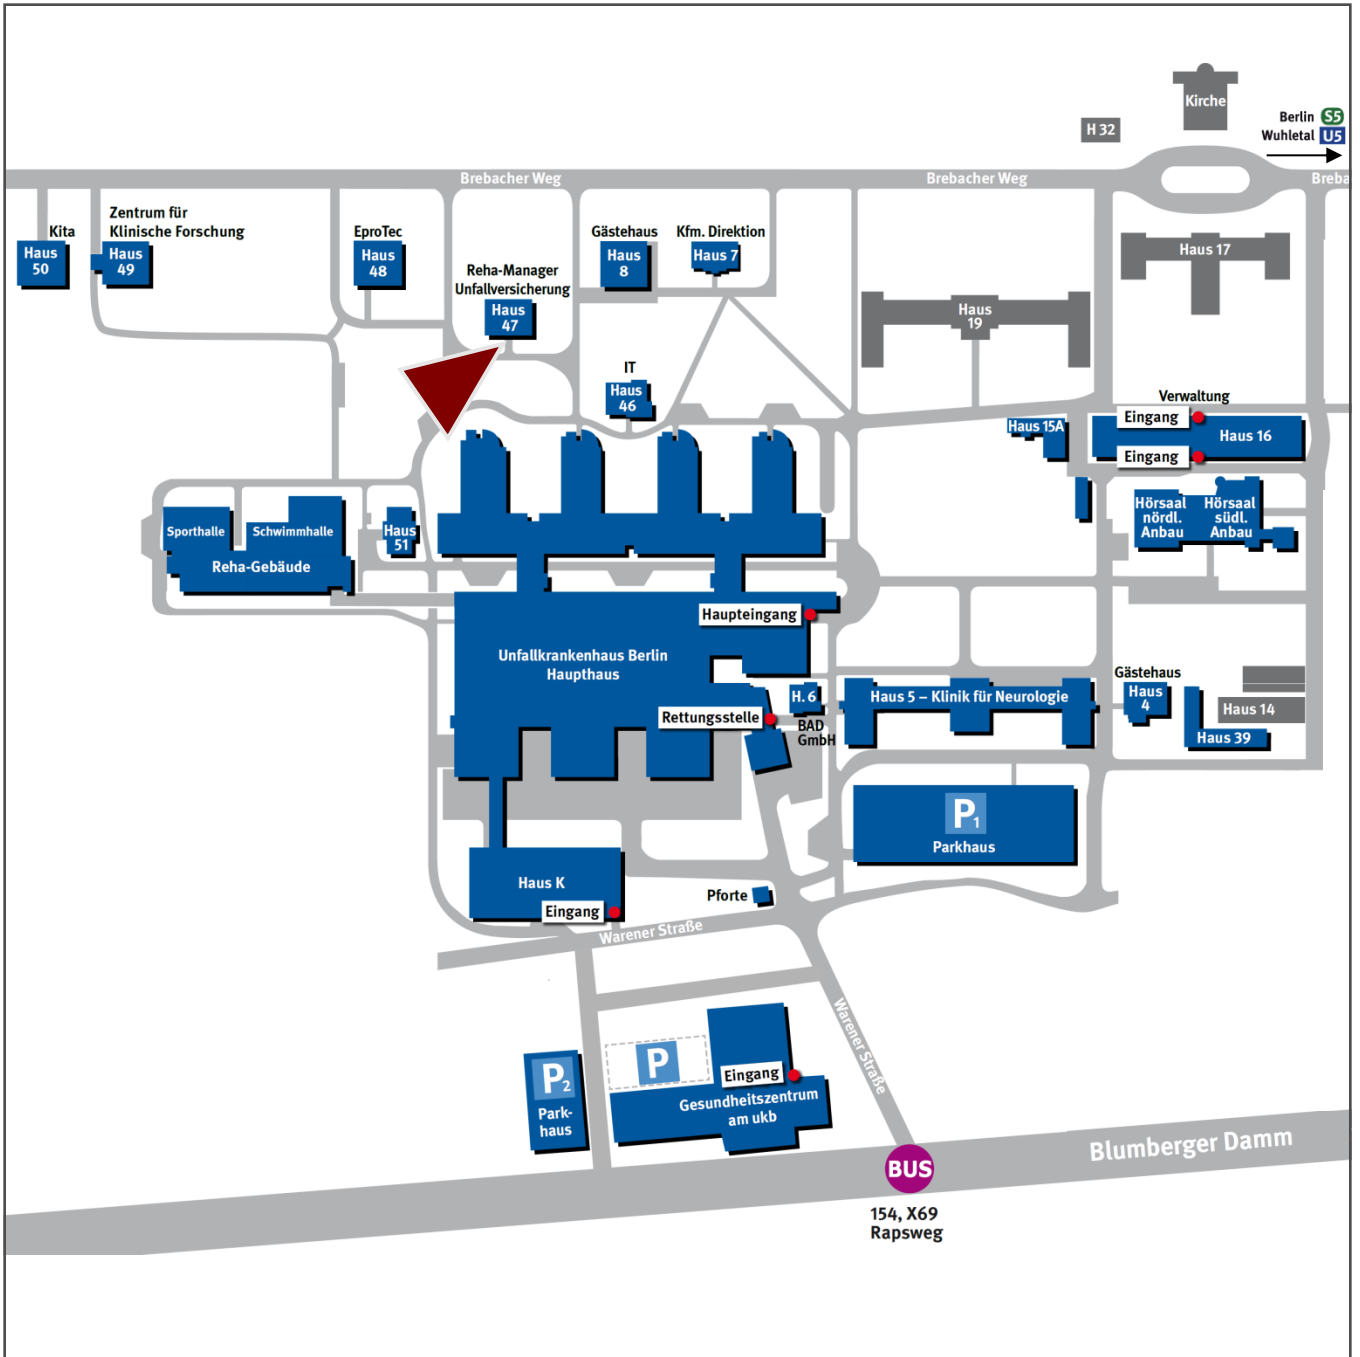 Kirche
H 32
Berlin S5
Wuhletal U5
Brebacher Weg
Brebacher Weg
Breba
Zentrum für
Klinische Forschung
Kita
Haus
50
Haus
49
EproTec
Haus
48
Reha-Manager
Unfallversicherung
Haus
47
Gästehaus
Haus
8
Kfm. Direktion
Haus 7
Haus 17
Haus
19
IT
Haus
46
Verwaltung
Eingang
Haus 16
Eingang
Haus 15A
Hörsaal
nördl.
Anbau
Hörsaal
südl.
Anbau
Sporthalle
Schwimmhalle
Reha-Gebäude
Haus
51
Haupteingang
Unfallkrankenhaus Berlin
Haupthaus
Rettungsstelle
H. 6
BAD
GmbH
Haus 5 – Klinik für Neurologie
Gästehaus
Haus
4
Haus 14
Haus 39
P1
Parkhaus
Haus K
Eingang
Pforte
Warener Straße
Warener Straße
P2
Park-
haus
P
Eingang
Gesundheitszentrum
am ukb
Blumberger Damm
BUS
154, X69
Rapsweg